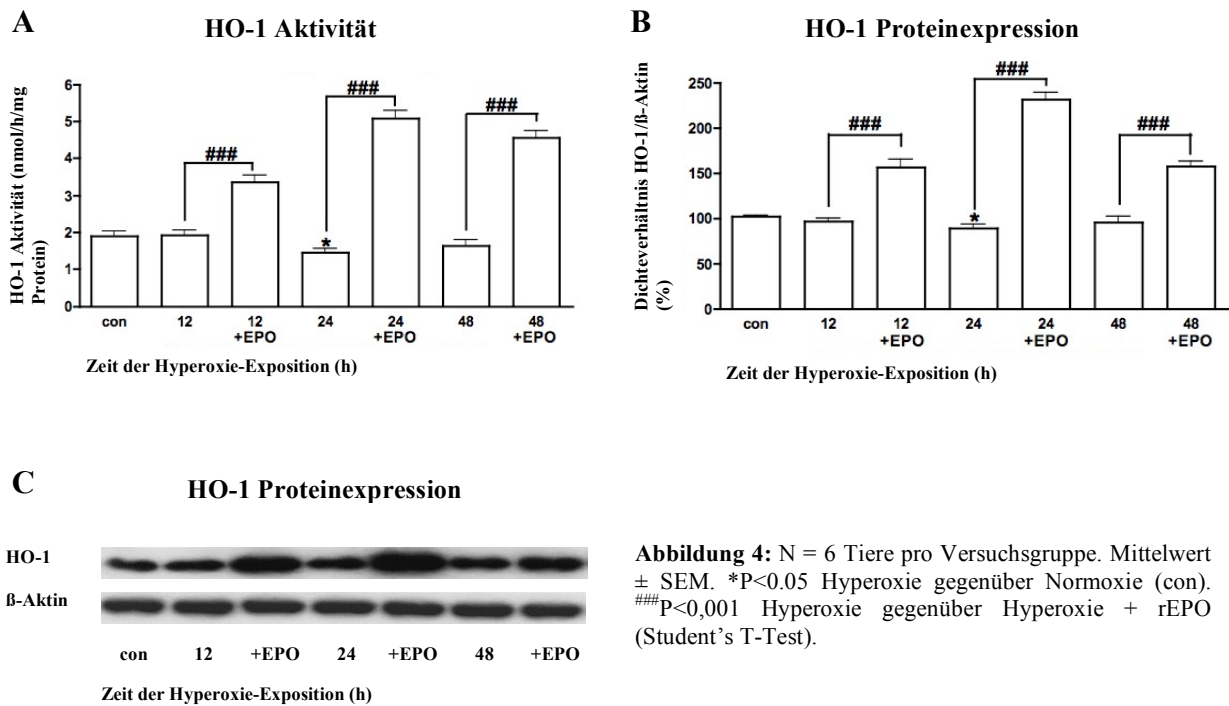 A
HO-1 Aktivität
HO-1 Aktivität (nmol/h/mg
Protein)
6
5
4
3
2
1
0
###
###
###
*
con 12 12 24 24 48 48
+EPO +EPO +EPO
Zeit der Hyperoxie-Exposition (h)
B
HO-1 Proteinexpression
Dichteverhältnis HO-1/ß-Aktin
(%)
250
200
150
100
50
0
###
###
###
*
con 12 12 24 24 48 48
+EPO +EPO +EPO
Zeit der Hyperoxie-Exposition (h)
C
HO-1 Proteinexpression
HO-1
ß-Aktin
con 12 +EPO 24 +EPO 48 +EPO
Zeit der Hyperoxie-Exposition (h)
Abbildung 4: N = 6 Tiere pro Versuchsgruppe. Mittelwert
± SEM. *P<0.05 Hyperoxie gegenüber Normoxie (con).
###P<0,001 Hyperoxie gegenüber Hyperoxie + rEPO
(Student’s T-Test).